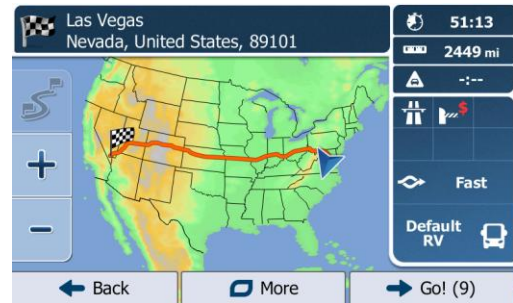 Las Vegas
Nevada, United States, 89101
51:13
2449 mi
-:--
$
Fast
Default
RV
+
−
Back
More
Go! (9)